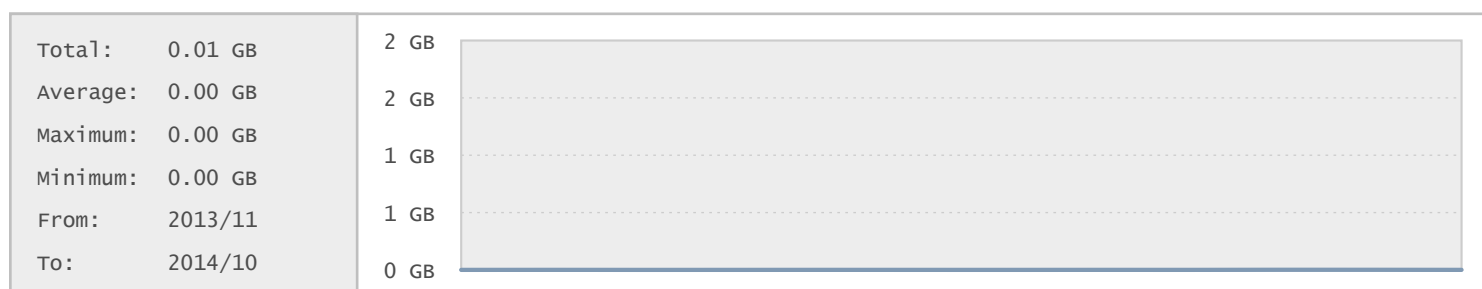 Total: 0.01 GB
Average: 0.00 GB
Maximum: 0.00 GB
Minimum: 0.00 GB
From: 2013/11
To: 2014/10
2 GB
2 GB
1 GB
1 GB
0 GB